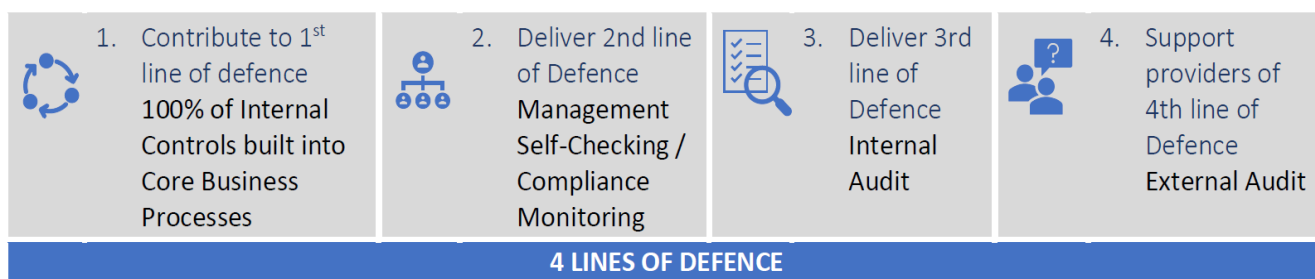 1. Contribute to 1st
line of defence
100% of Internal
Controls built into
Core Business
Processes
2. Deliver 2nd line
of Defence
Management
Self-Checking /
Compliance
Monitoring
3. Deliver 3rd
line of
Defence
Internal
Audit
?
4. Support
providers of
4th line of
Defence
External Audit
4 LINES OF DEFENCE